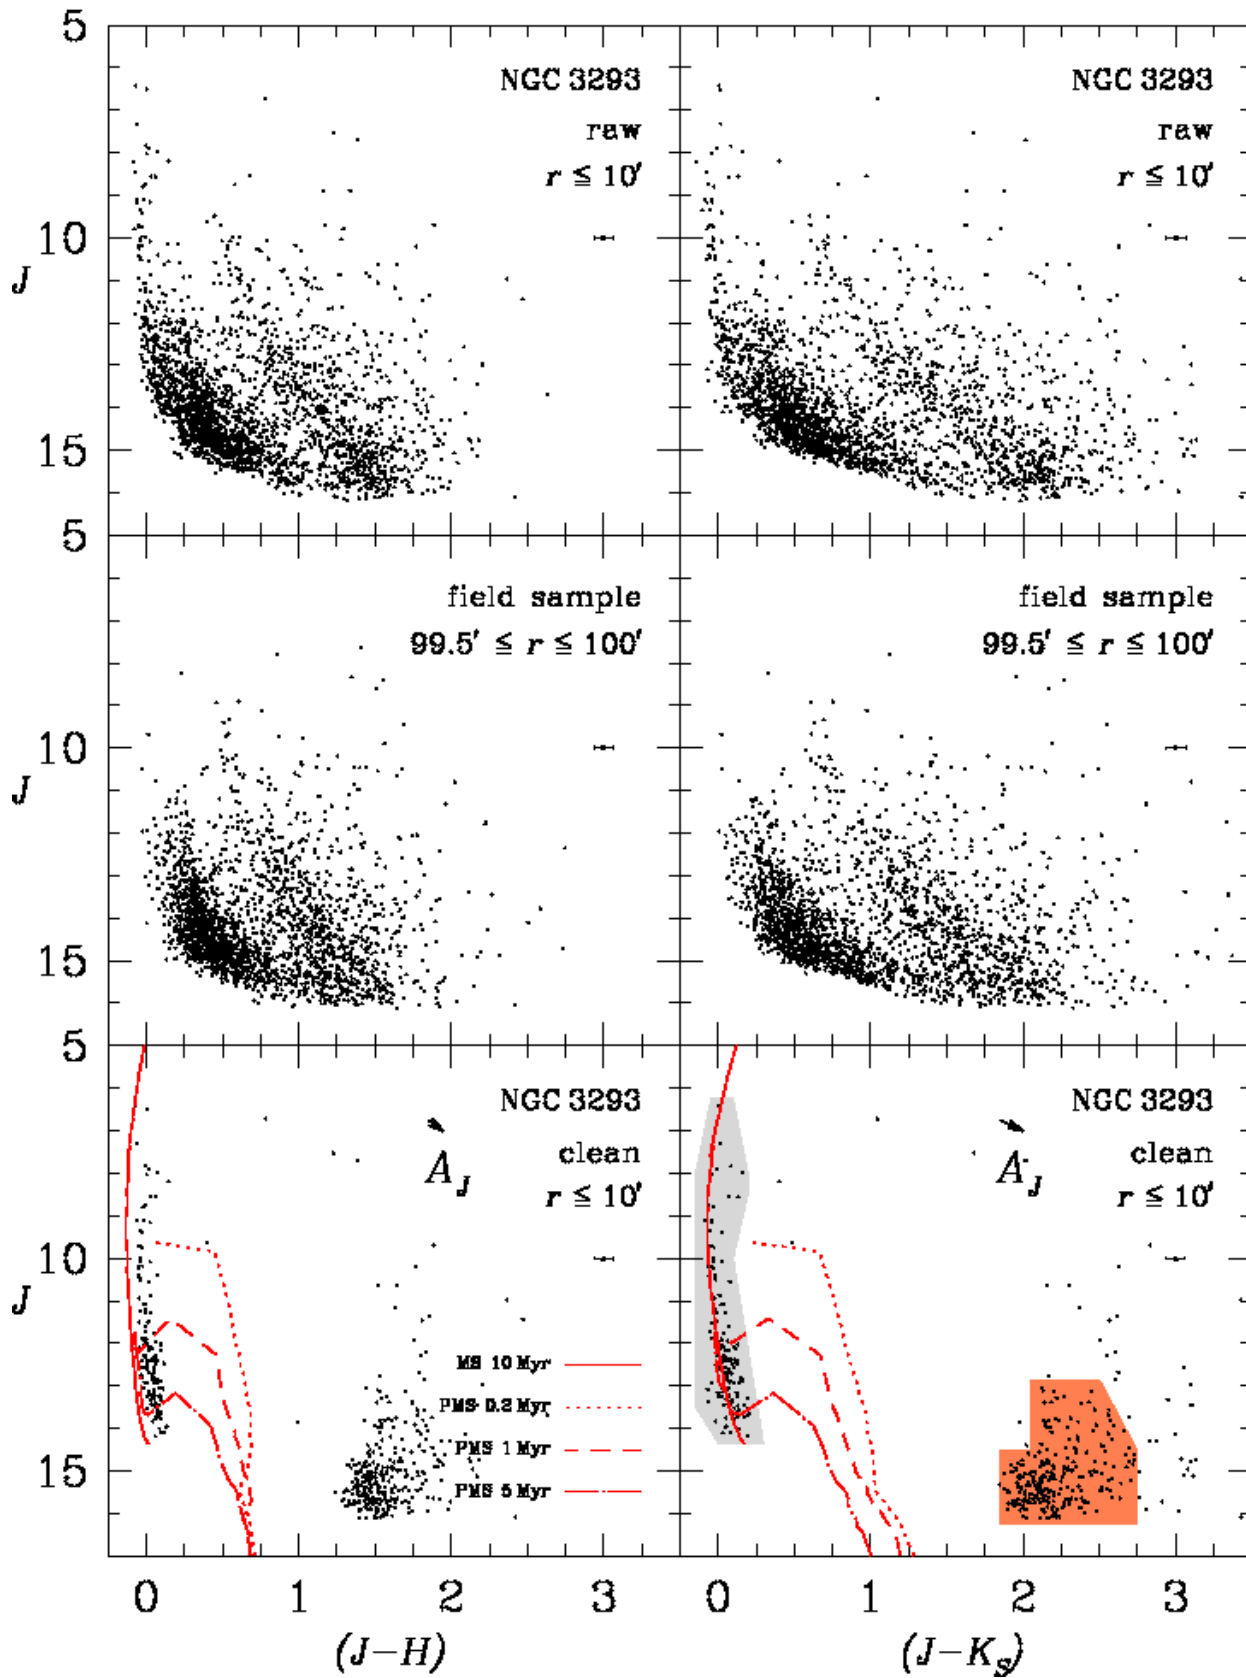 5
NGC 3293
raw
r ≦ 10′
NGC 3293
raw
r ≦ 10′
10
J
15
5
field sample
99.5′ ≦ r ≦ 100′
field sample
99.5′ ≦ r ≦ 100′
10
J
15
5
NGC 3293
clean
r ≦ 10′
A_J
NGC 3293
clean
r ≦ 10′
A_J
10
J
MS 10 Myr
PMS 0.2 Myr
PMS 1 Myr
PMS 5 Myr
15
0 1 2 3
0 1 2 3
(J−H)
(J−K_S)